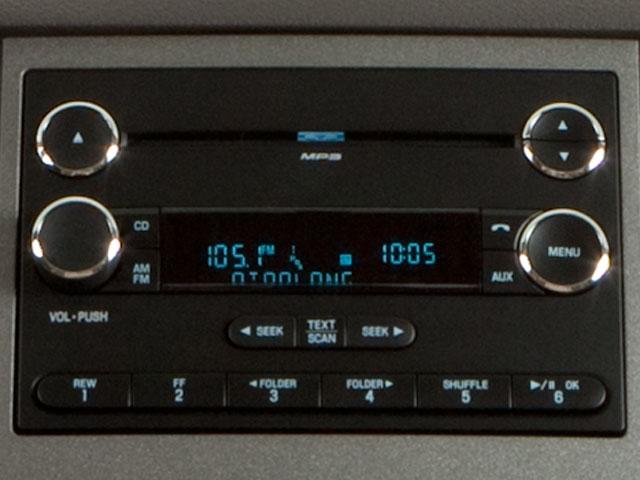 MP3
CD
105.1 FM 10:05
AM
FM
MENU
AUX
VOL•PUSH
◄ SEEK TEXT SCAN SEEK ►
REW 1 FF 2 ◄FOLDER 3 FOLDER► 4 SHUFFLE 5 ►/II OK 6